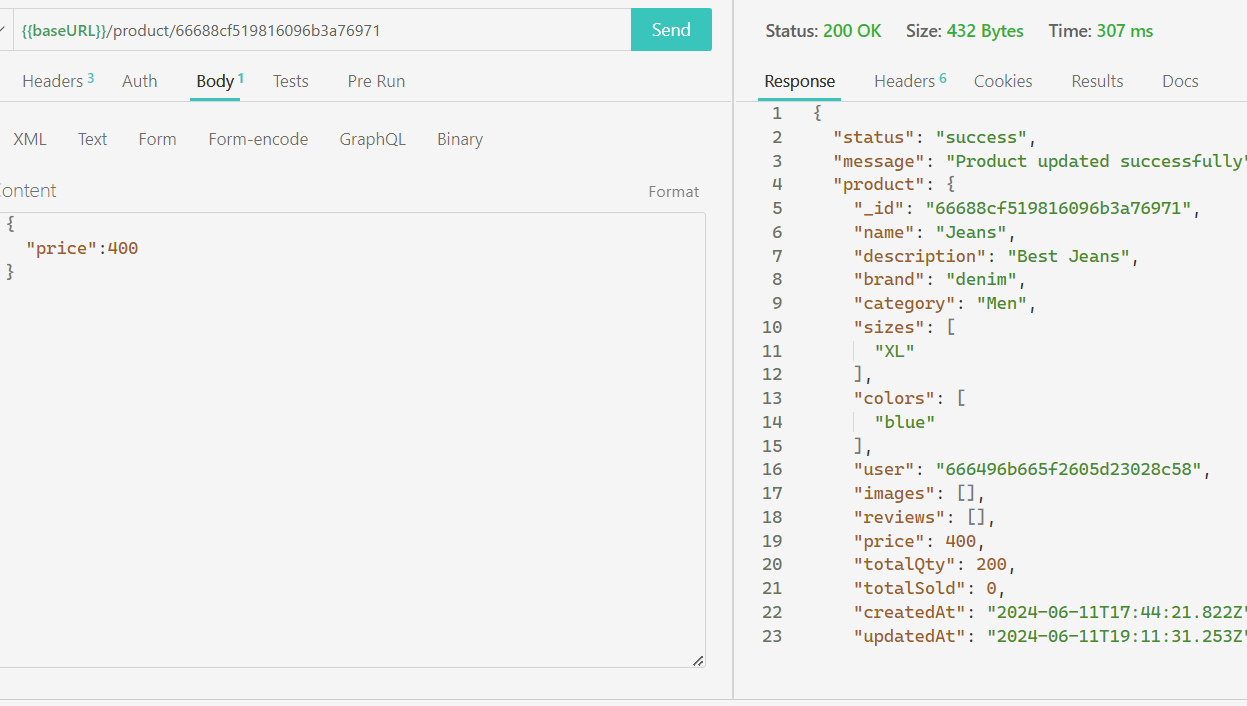 {{baseURL}}/product/66688cf519816096b3a76971
Send
Headers 3 Auth Body 1 Tests Pre Run
XML Text Form Form-encode GraphQL Binary
ontent
Format
{
"price":400
}
Status: 200 OK Size: 432 Bytes Time: 307 ms
Response Headers 6 Cookies Results Docs
1 {
2 "status": "success",
3 "message": "Product updated successfully"
4 "product": {
5 "_id": "66688cf519816096b3a76971",
6 "name": "Jeans",
7 "description": "Best Jeans",
8 "brand": "denim",
9 "category": "Men",
10 "sizes": [
11 "XL"
12 ],
13 "colors": [
14 "blue"
15 ],
16 "user": "666496b665f2605d23028c58",
17 "images": [],
18 "reviews": [],
19 "price": 400,
20 "totalQty": 200,
21 "totalSold": 0,
22 "createdAt": "2024-06-11T17:44:21.822Z"
23 "updatedAt": "2024-06-11T19:11:31.253Z"